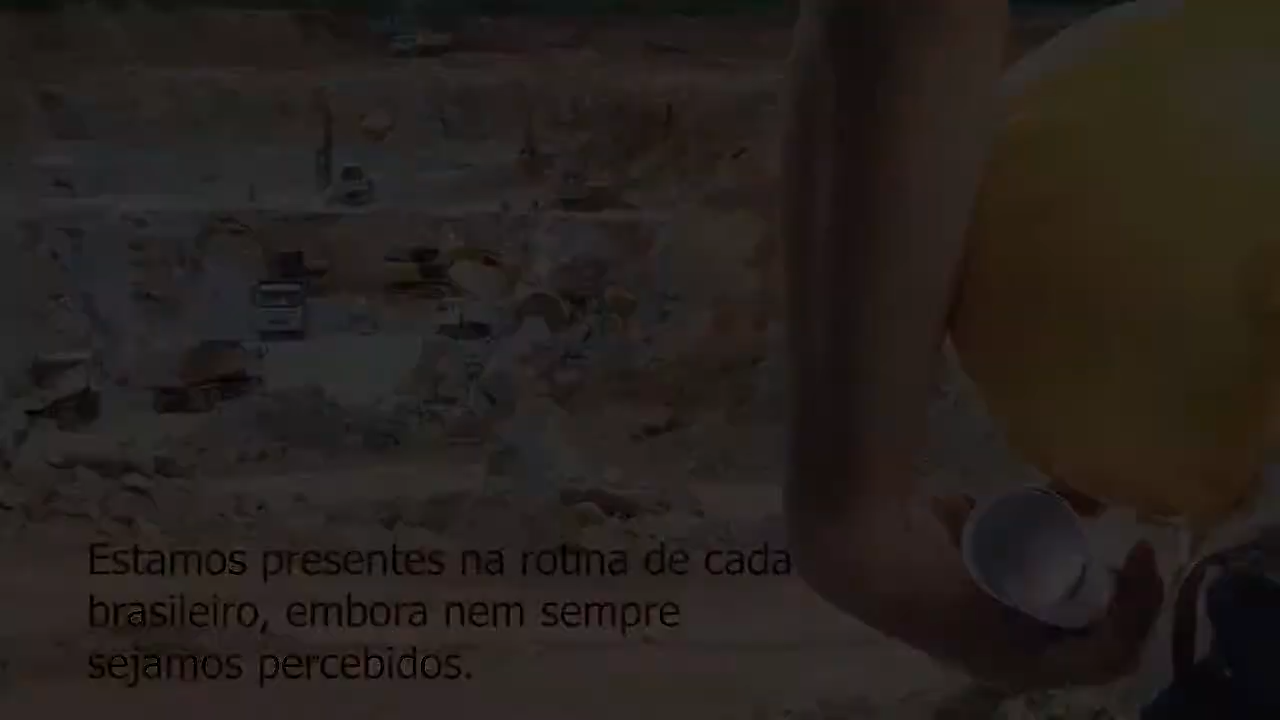 Estamos presentes na rotina de cada
brasileiro, embora nem sempre
sejamos percebidos.